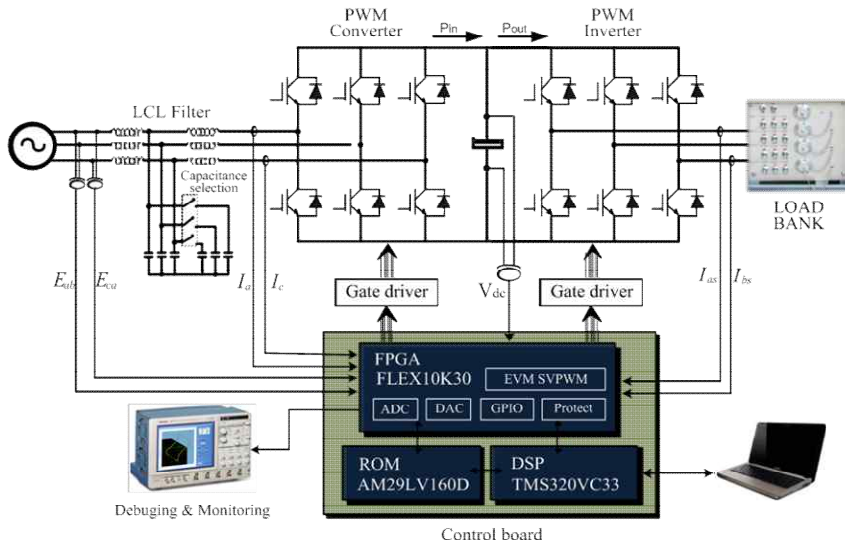 PWM
Converter
Pin
Pout
PWM
Inverter
LCL Filter
Capacitance
selection
LOAD
BANK
Eab
Eca
Ia
Ic
Gate driver
Vdc
Gate driver
Ias
Ibs
FPGA
FLEX10K30
EVM SVPWM
ADC
DAC
GPIO
Protect
ROM
AM29LV160D
DSP
TMS320VC33
Debuging & Monitoring
Control board